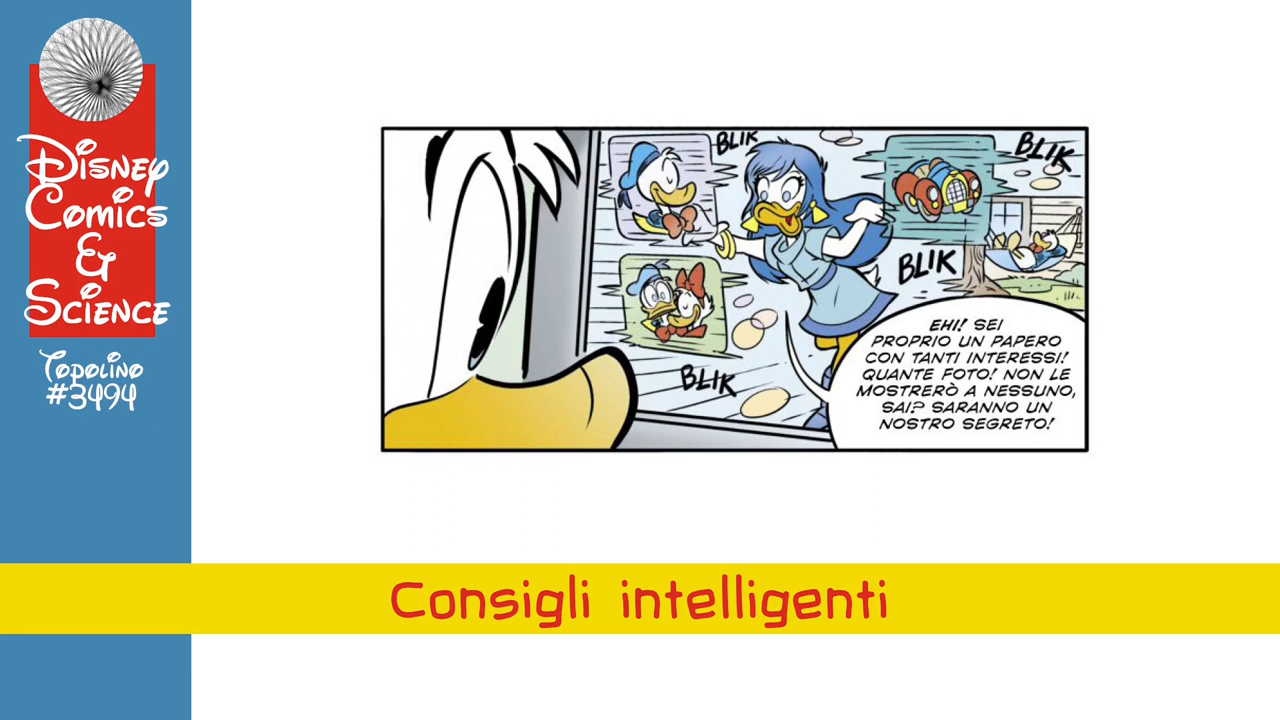 Disney
Comics
&
Science
Topolino
#3494
BLIK
BLIK
BLIK
BLIK
EHI! SEI
PROPRIO UN PAPERO
CON TANTI INTERESSI!
QUANTE FOTO! NON LE
MOSTRERÒ A NESSUNO,
SAI? SARANNO UN
NOSTRO SEGRETO!
Consigli intelligenti